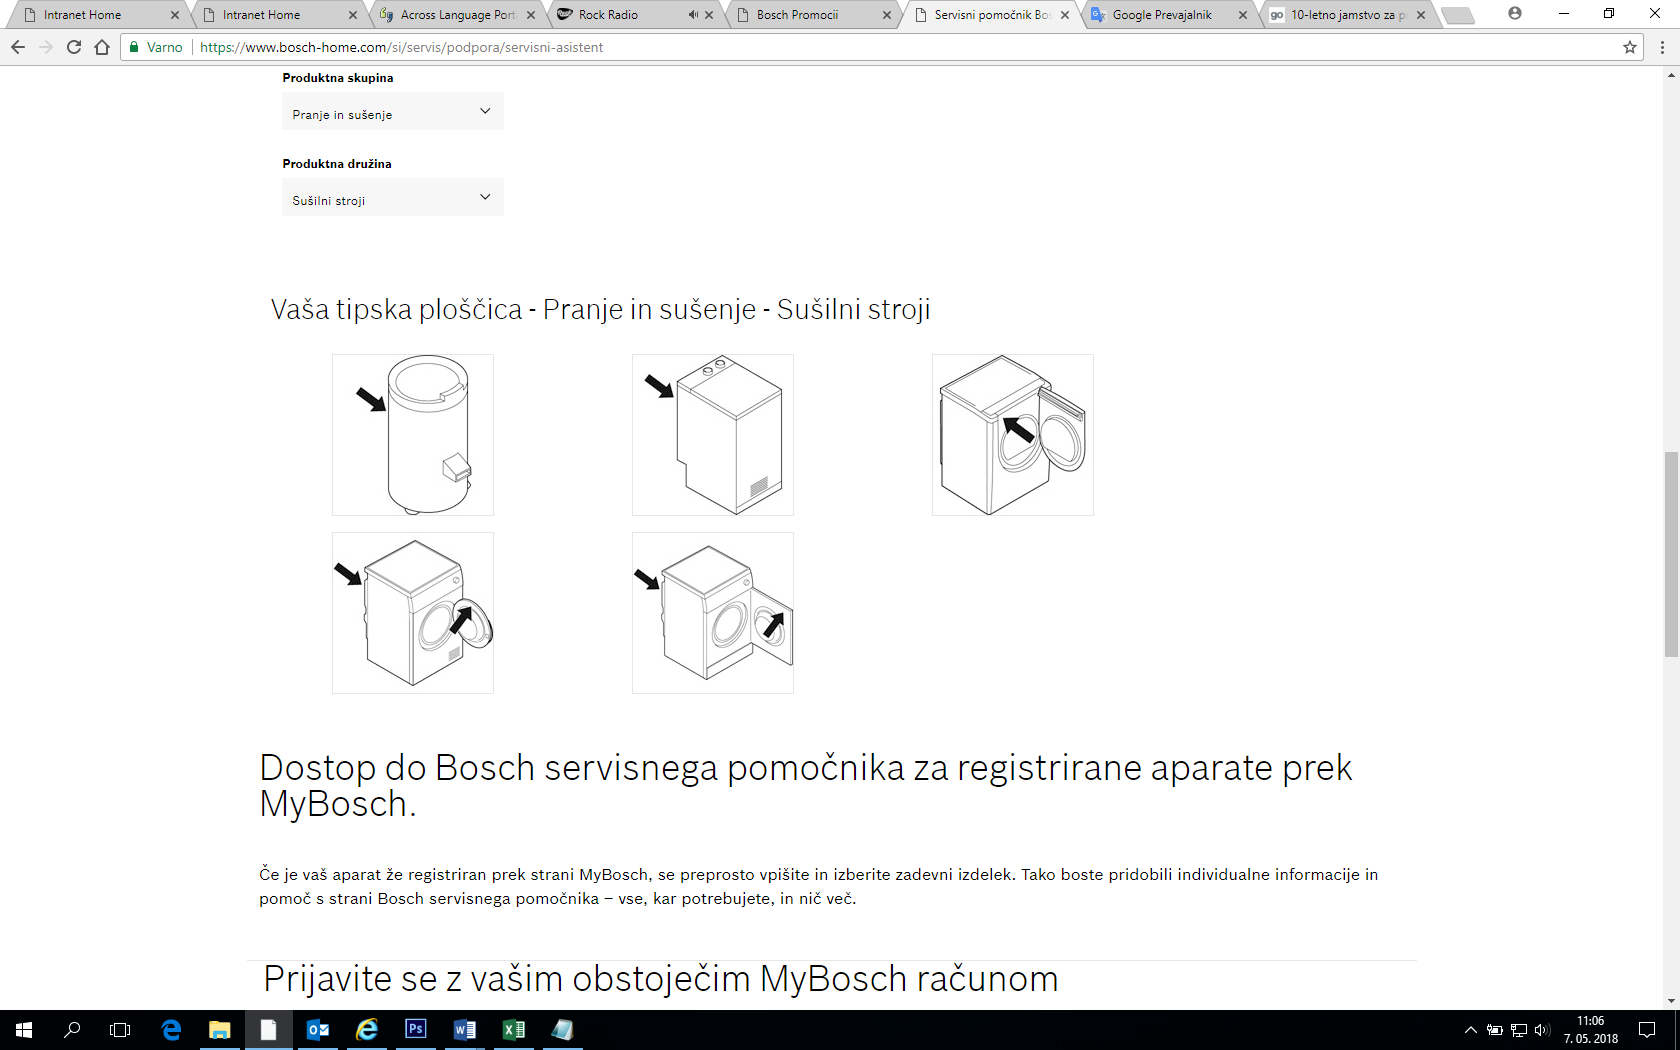 Intranet Home
Intranet Home
Across Language Port
Rock Radio
Bosch Promocii
Servisni pomočnik Bos
Google Prevajalnik
go 10-letno jamstvo za p
Varno
https://www.bosch-home.com/si/servis/podpora/servisni-asistent
Produktna skupina
Pranje in sušenje
Produktna družina
Sušilni stroji
Vaša tipska ploščica - Pranje in sušenje - Sušilni stroji
Dostop do Bosch servisnega pomočnika za registrirane aparate prek
MyBosch.
Če je vaš aparat že registriran prek strani MyBosch, se preprosto vpišite in izberite zadevni izdelek. Tako boste pridobili individualne informacije in
pomoč s strani Bosch servisnega pomočnika – vse, kar potrebujete, in nič več.
Prijavite se z vašim obstoječim MyBosch računom
Ps
11:06
7. 05. 2018